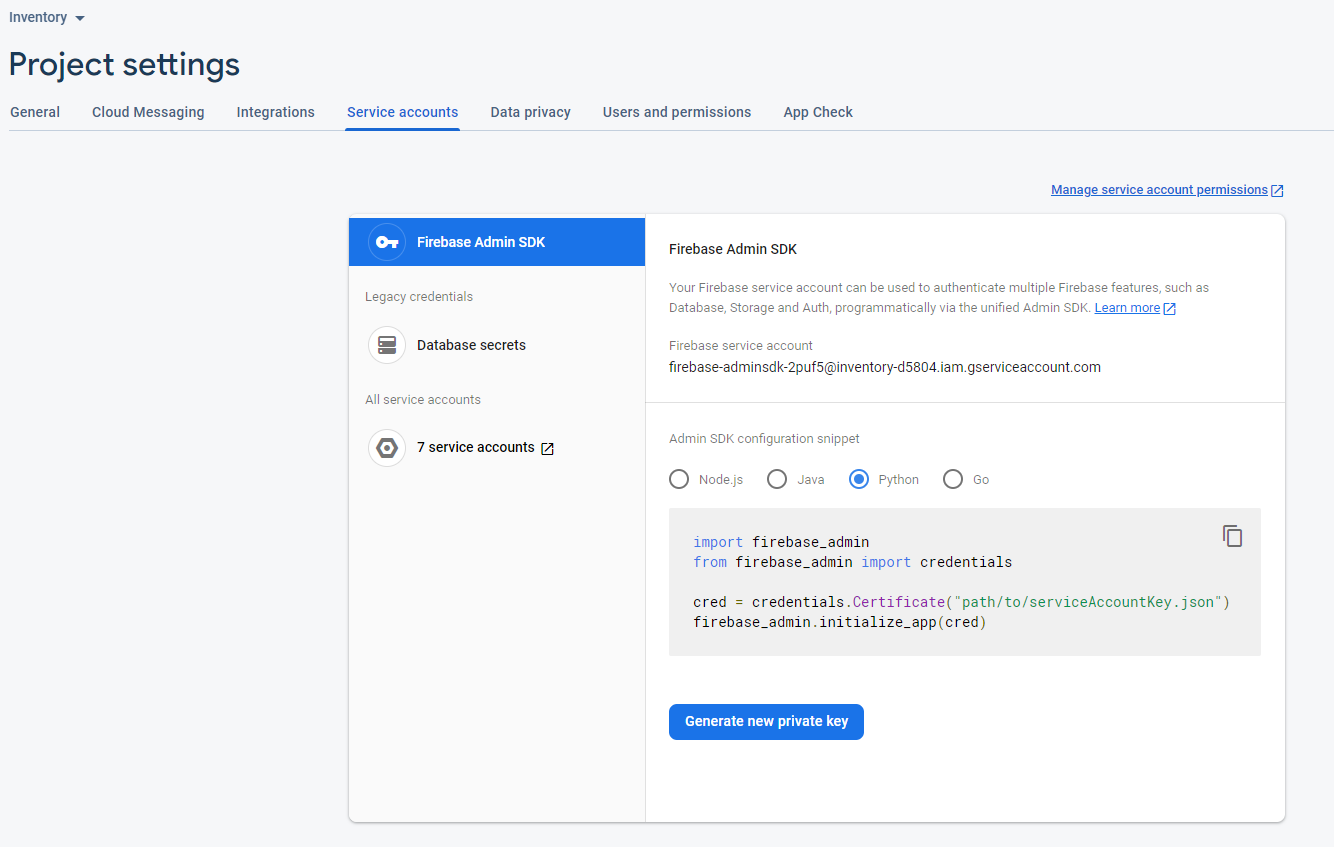 Inventory
Project settings
General Cloud Messaging Integrations Service accounts Data privacy Users and permissions App Check
Manage service account permissions
Firebase Admin SDK
Legacy credentials
Database secrets
All service accounts
7 service accounts
Firebase Admin SDK
Your Firebase service account can be used to authenticate multiple Firebase features, such as
Database, Storage and Auth, programmatically via the unified Admin SDK. Learn more
Firebase service account
firebase-adminsdk-2puf5@inventory-d5804.iam.gserviceaccount.com
Admin SDK configuration snippet
Node.js Java Python Go
import firebase_admin
from firebase_admin import credentials
cred = credentials.Certificate("path/to/serviceAccountKey.json")
firebase_admin.initialize_app(cred)
Generate new private key